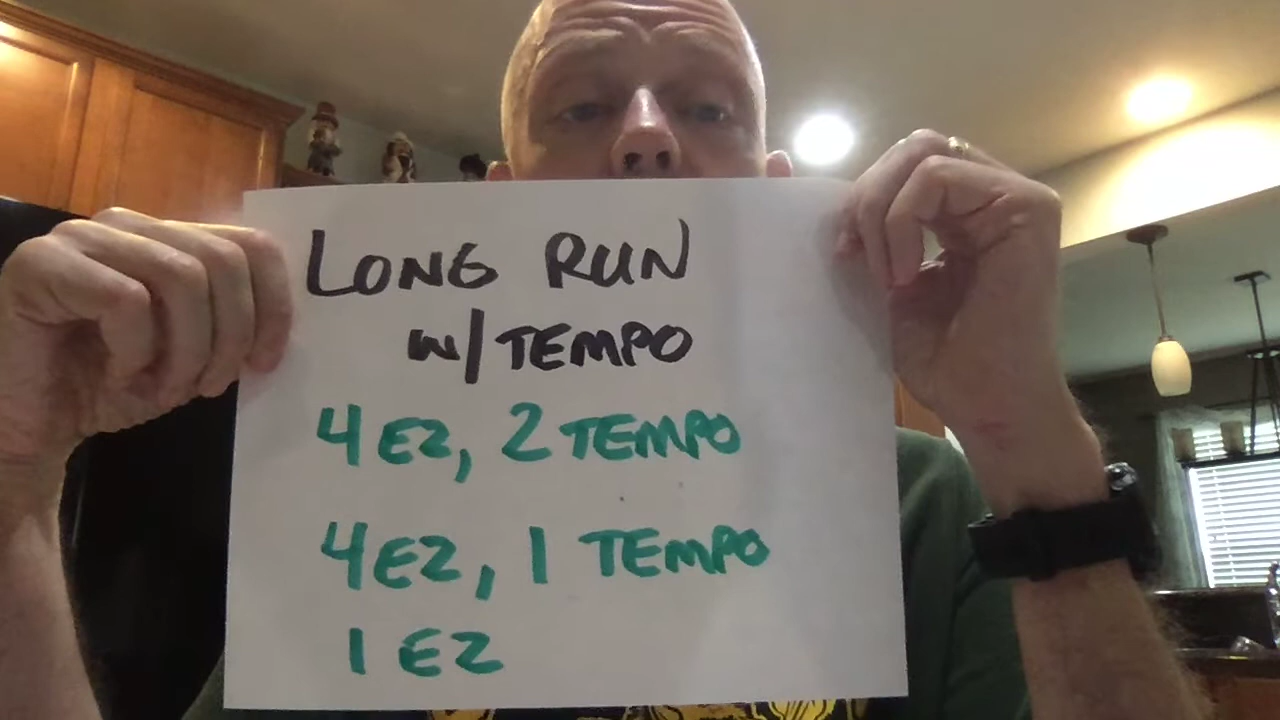 LONG RUN
W/ TEMPO
4 EZ, 2 TEMPO
4 EZ, 1 TEMPO
1 EZ